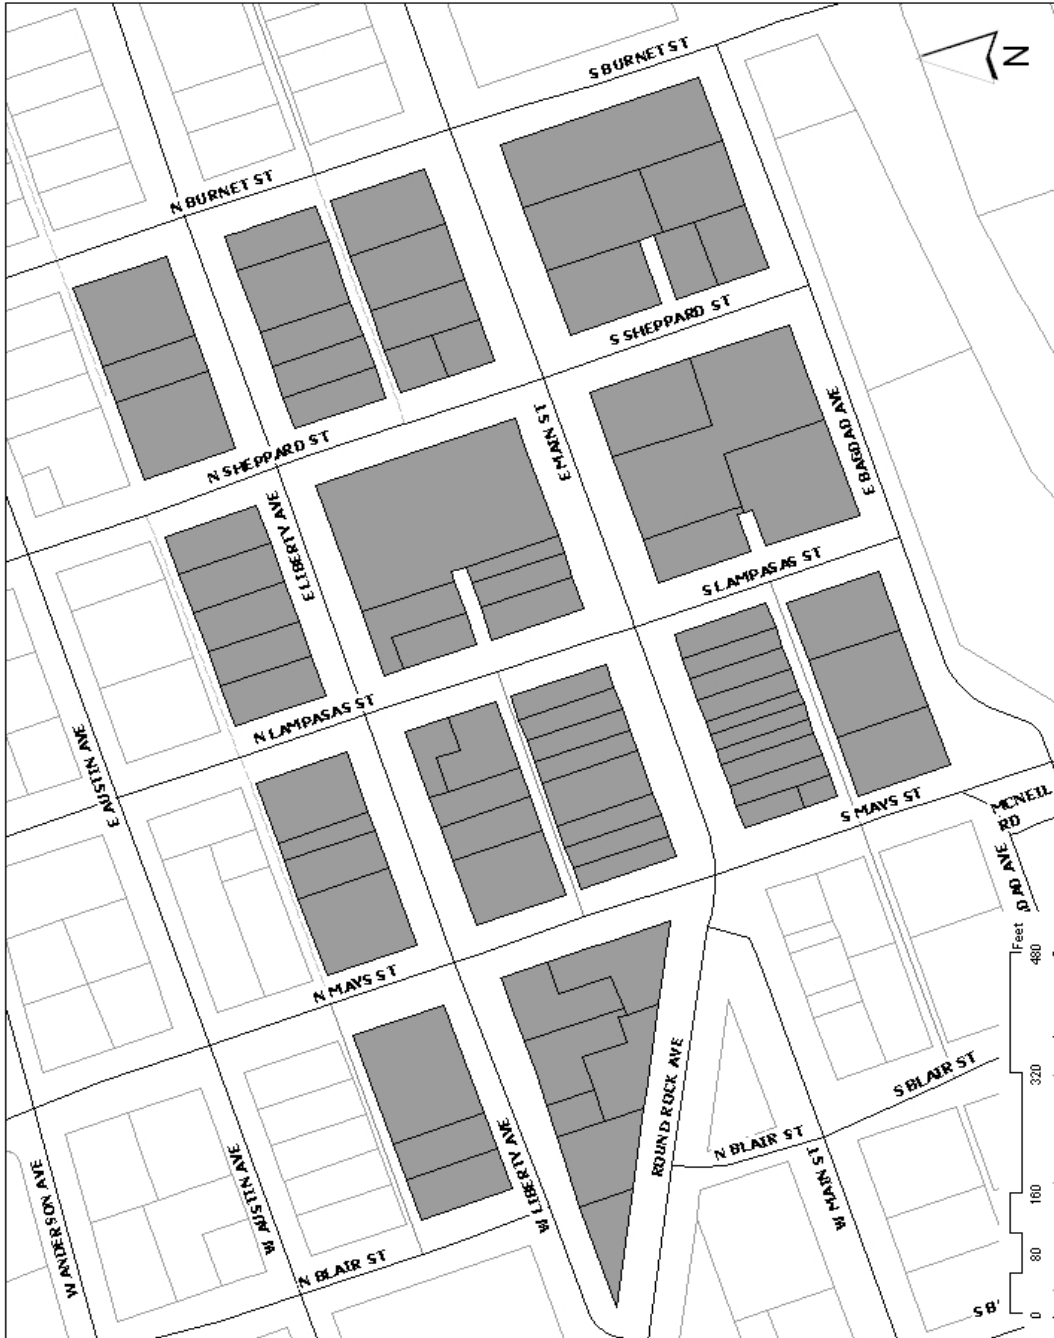 S BURNET ST
N
N BURNET ST
S SHEPPARD ST
E MAIN ST
E BAGDAD AVE
N SHEPPARD ST
E LIBERTY AVE
S LAMPASAS ST
N LAMPASAS ST
E AUSTIN AVE
S MAYS ST
MCNEIL
RD
DAD AVE
Feet
480
N MAYS ST
320
S BLAIR ST
ROUND ROCK AVE
N BLAIR ST
W LIBERTY AVE
W AUSTIN AVE
W ANDERSON AVE
W MAIN ST
160
80
N BLAIR ST
S B
0